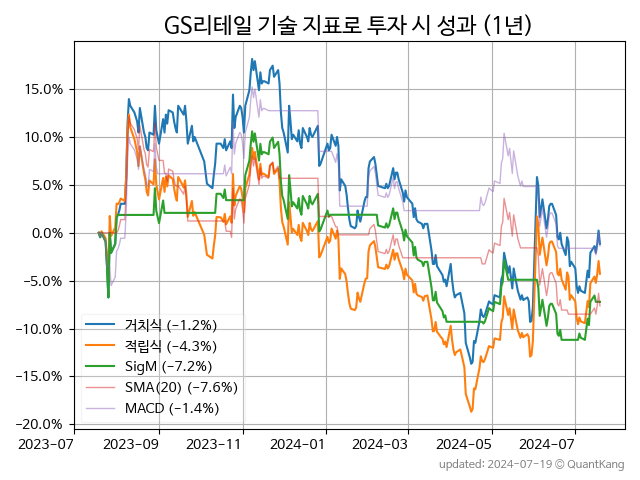 GS리테일 기술 지표로 투자 시 성과 (1년)
15.0%
10.0%
5.0%
0.0%
−5.0%
−10.0%
−15.0%
−20.0%
거치식 (−1.2%)
적립식 (−4.3%)
SigM (−7.2%)
SMA(20) (−7.6%)
MACD (−1.4%)
2023-07 2023-09 2023-11 2024-01 2024-03 2024-05 2024-07
updated: 2024-07-19 ⓒ QuantKang